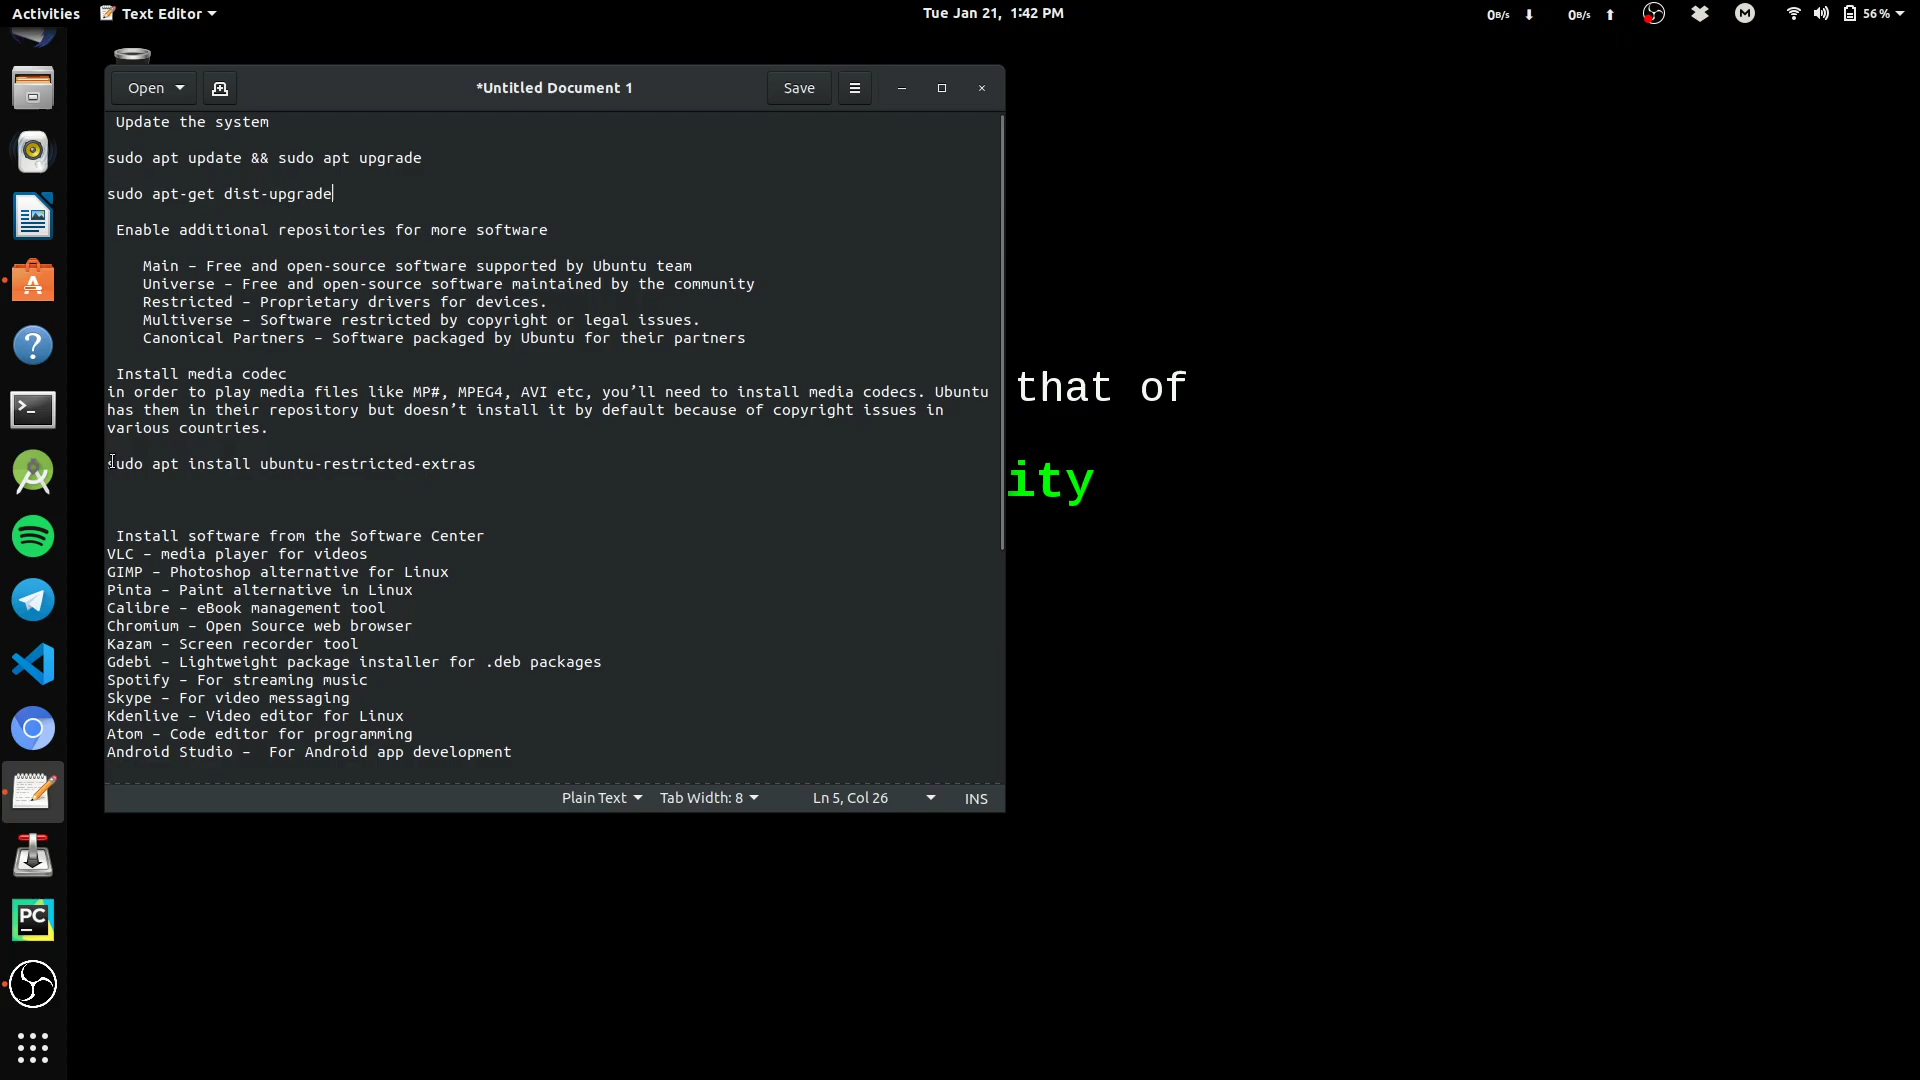 Activities Text Editor Tue Jan 21, 1:42 PM 0B/s 0B/s M 56 %
Open *Untitled Document 1 Save
Update the system
sudo apt update && sudo apt upgrade
sudo apt-get dist-upgrade
Enable additional repositories for more software
Main – Free and open-source software supported by Ubuntu team
Universe – Free and open-source software maintained by the community
Restricted – Proprietary drivers for devices.
Multiverse – Software restricted by copyright or legal issues.
Canonical Partners – Software packaged by Ubuntu for their partners
Install media codec
in order to play media files like MP#, MPEG4, AVI etc, you’ll need to install media codecs. Ubuntu
has them in their repository but doesn’t install it by default because of copyright issues in
various countries.
sudo apt install ubuntu-restricted-extras
Install software from the Software Center
VLC – media player for videos
GIMP – Photoshop alternative for Linux
Pinta – Paint alternative in Linux
Calibre – eBook management tool
Chromium – Open Source web browser
Kazam – Screen recorder tool
Gdebi – Lightweight package installer for .deb packages
Spotify – For streaming music
Skype – For video messaging
Kdenlive – Video editor for Linux
Atom – Code editor for programming
Android Studio –  For Android app development
Plain Text Tab Width: 8 Ln 5, Col 26 INS
that of
ity
PC